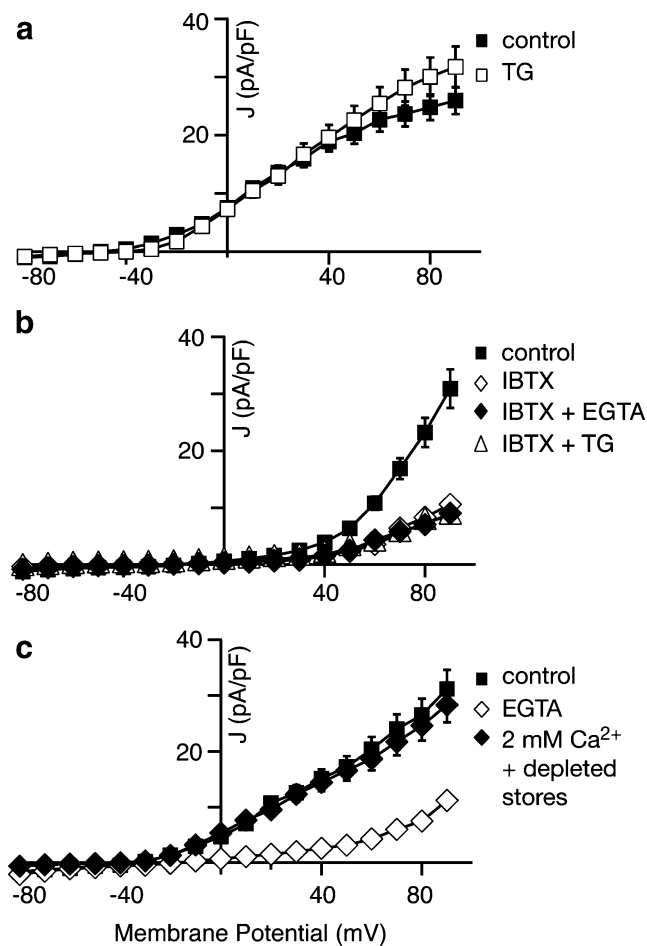 a
40
J (pA/pF)
20
-80
-40
40
80
control
TG
b
40
J (pA/pF)
20
-80
-40
40
80
control
IBTX
IBTX + EGTA
IBTX + TG
c
40
J (pA/pF)
20
-80
-40
40
80
control
EGTA
2 mM Ca²⁺
+ depleted
stores
Membrane Potential (mV)